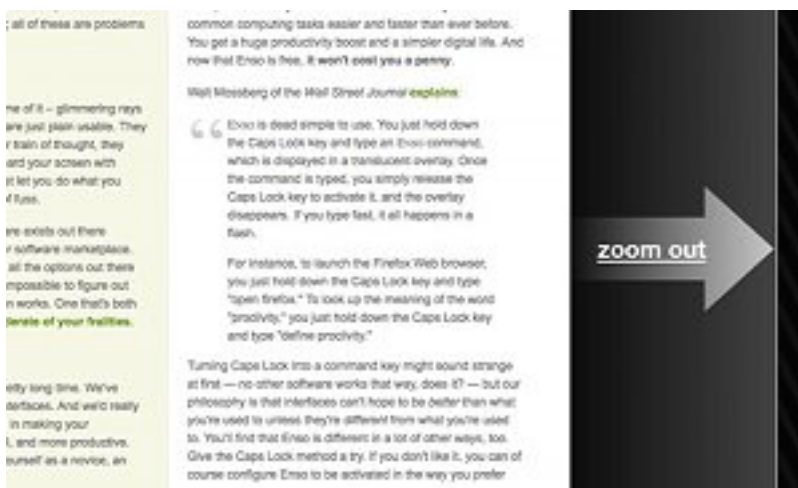 ; all of these are problems
me of it – glimmering rays
are just plain usable. They
r train of thought, they
ard your screen with
t let you do what you
f fuss.
are exists out there
r software marketplace.
all the options out there
mpossible to figure out
n works. One that's both
lerate of your frailties.
etty long time. We've
terfaces. And we'd really
in making your
l, and more productive.
ourself as a novice, an
common computing tasks easier and faster than ever before.
You get a huge productivity boost and a simpler digital life. And
now that Enso is free, it won't cost you a penny.
Walt Mossberg of the Wall Street Journal explains:
“ Enso is dead simple to use. You just hold down
the Caps Lock key and type an Enso command,
which is displayed in a translucent overlay. Once
the command is typed, you simply release the
Caps Lock key to activate it, and the overlay
disappears. If you type fast, it all happens in a
flash.
For instance, to launch the Firefox Web browser,
you just hold down the Caps Lock key and type
"open firefox." To look up the meaning of the word
"proclivity," you just hold down the Caps Lock key
and type "define proclivity."
Turning Caps Lock into a command key might sound strange
at first — no other software works that way, does it? — but our
philosophy is that interfaces can't hope to be better than what
you're used to unless they're different from what you're used
to. You'll find that Enso is different in a lot of other ways, too.
Give the Caps Lock method a try. If you don't like it, you can of
course configure Enso to be activated in the way you prefer
zoom out